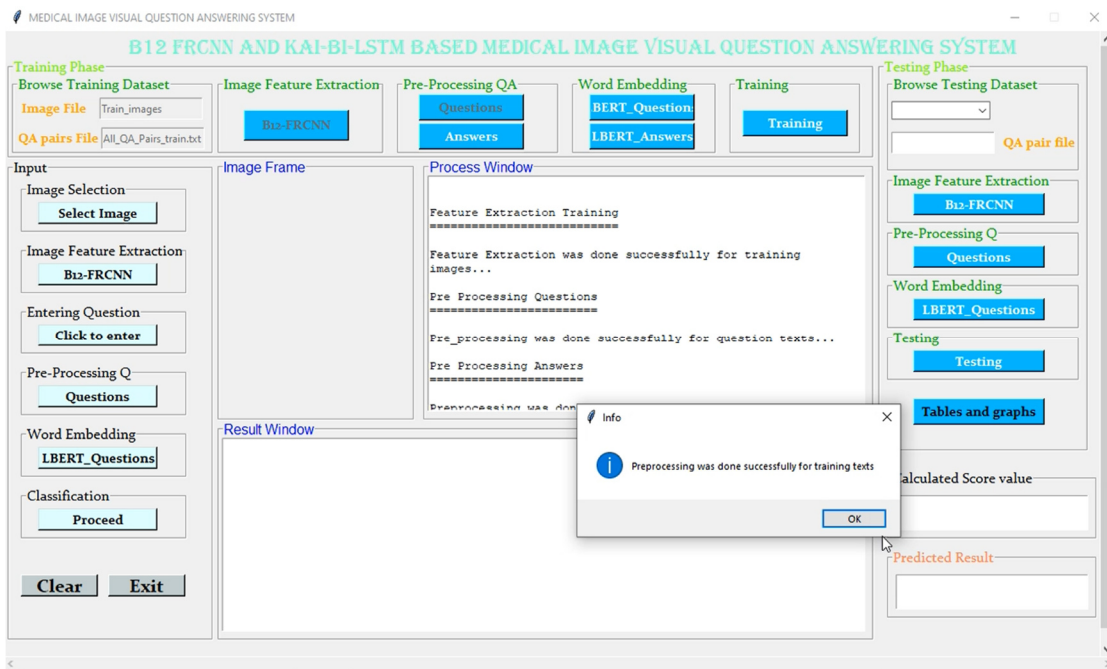 MEDICAL IMAGE VISUAL QUESTION ANSWERING SYSTEM
B12 FRCNN AND KAI-BI-LSTM BASED MEDICAL IMAGE VISUAL QUESTION ANSWERING SYSTEM
Training Phase
Browse Training Dataset
Image File Train_images
QA pairs File All_QA_Pairs_train.txt
Image Feature Extraction
B12-FRCNN
Pre-Processing QA
Questions
Answers
Word Embedding
BERT_Question
LBERT_Answers
Training
Training
Testing Phase
Browse Testing Dataset
QA pair file
Image Feature Extraction
B12-FRCNN
Pre-Processing Q
Questions
Word Embedding
LBERT_Questions
Testing
Testing
Tables and graphs
Input
Image Selection
Select Image
Image Feature Extraction
B12-FRCNN
Entering Question
Click to enter
Pre-Processing Q
Questions
Word Embedding
LBERT_Questions
Classification
Proceed
Clear Exit
Image Frame
Process Window
Feature Extraction Training
===========================
Feature Extraction was done successfully for training
images...
Pre Processing Questions
========================
Pre_processing was done successfully for question texts...
Pre Processing Answers
======================
Preprocessing was don
Result Window
Info
Preprocessing was done successfully for training texts
OK
alculated Score value
Predicted Result